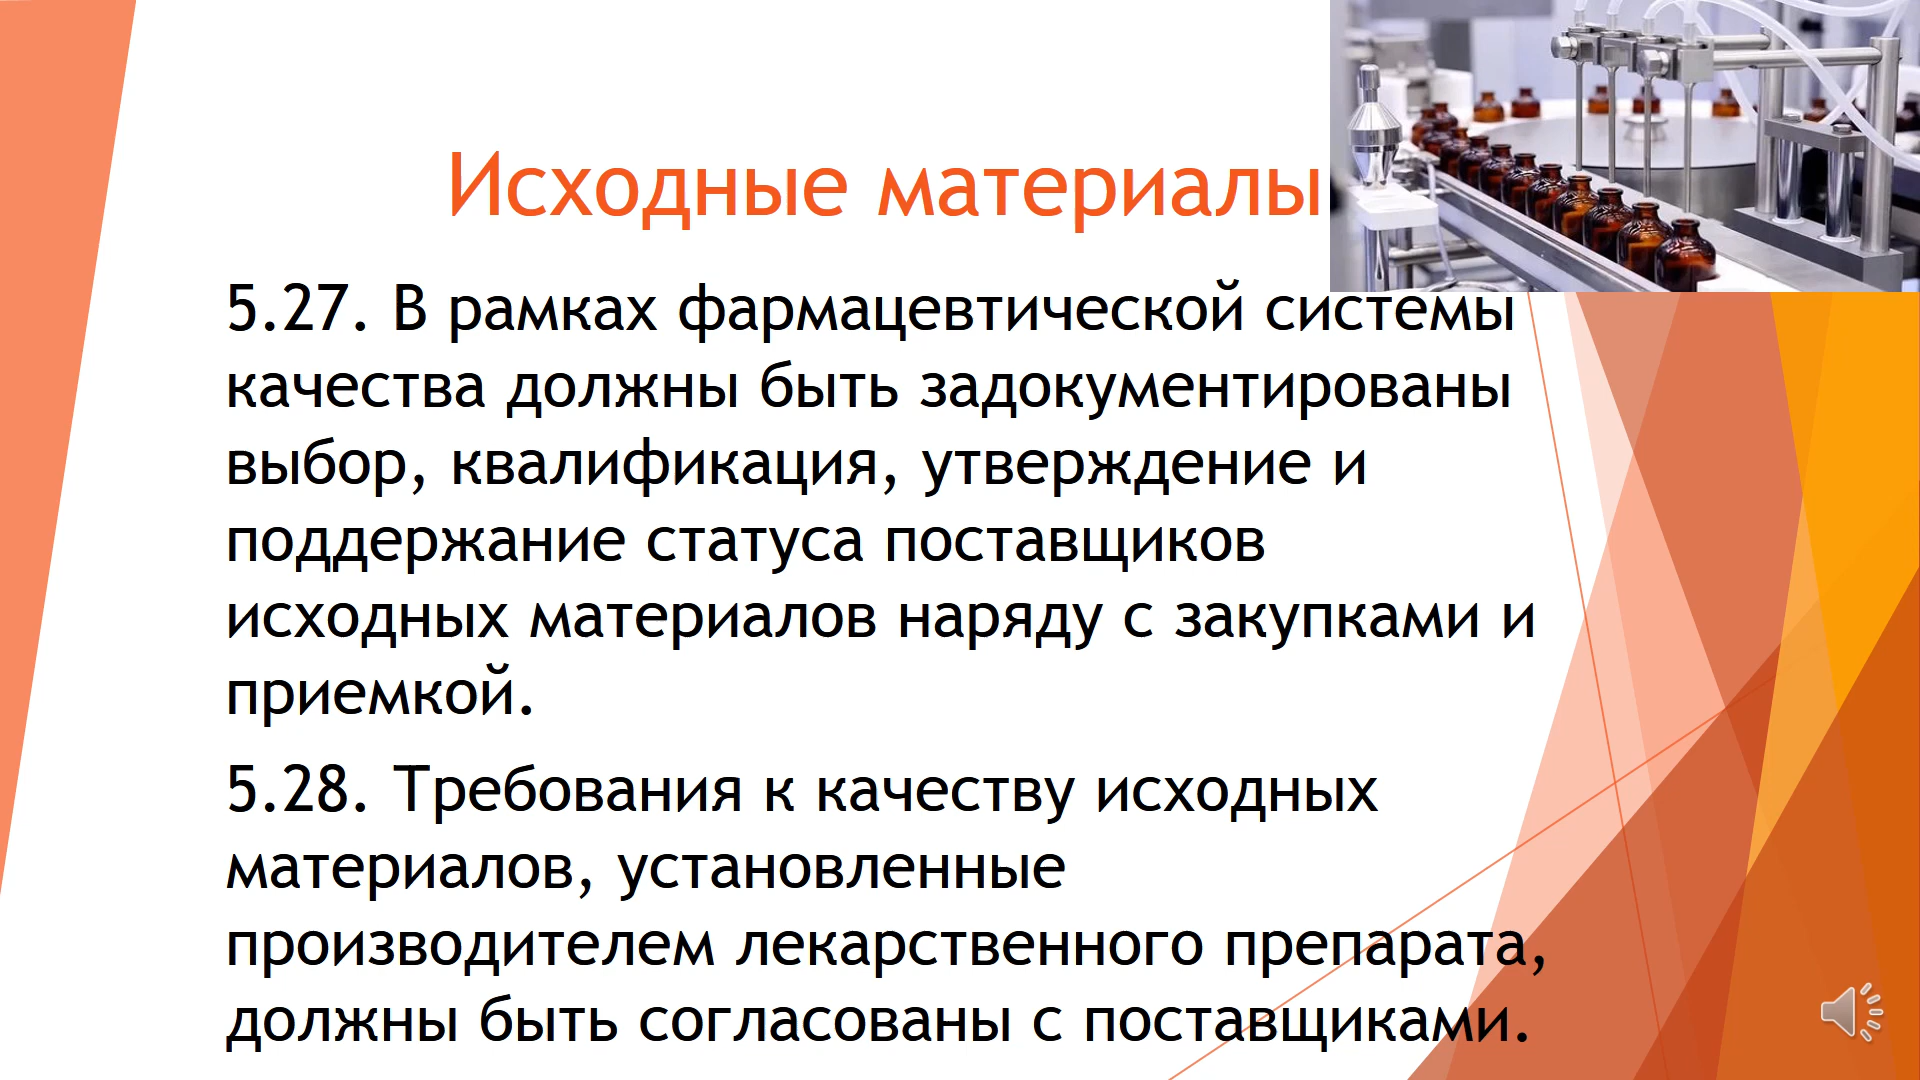 Исходные материалы
5.27. В рамках фармацевтической системы
качества должны быть задокументированы
выбор, квалификация, утверждение и
поддержание статуса поставщиков
исходных материалов наряду с закупками и
приемкой.
5.28. Требования к качеству исходных
материалов, установленные
производителем лекарственного препарата,
должны быть согласованы с поставщиками.